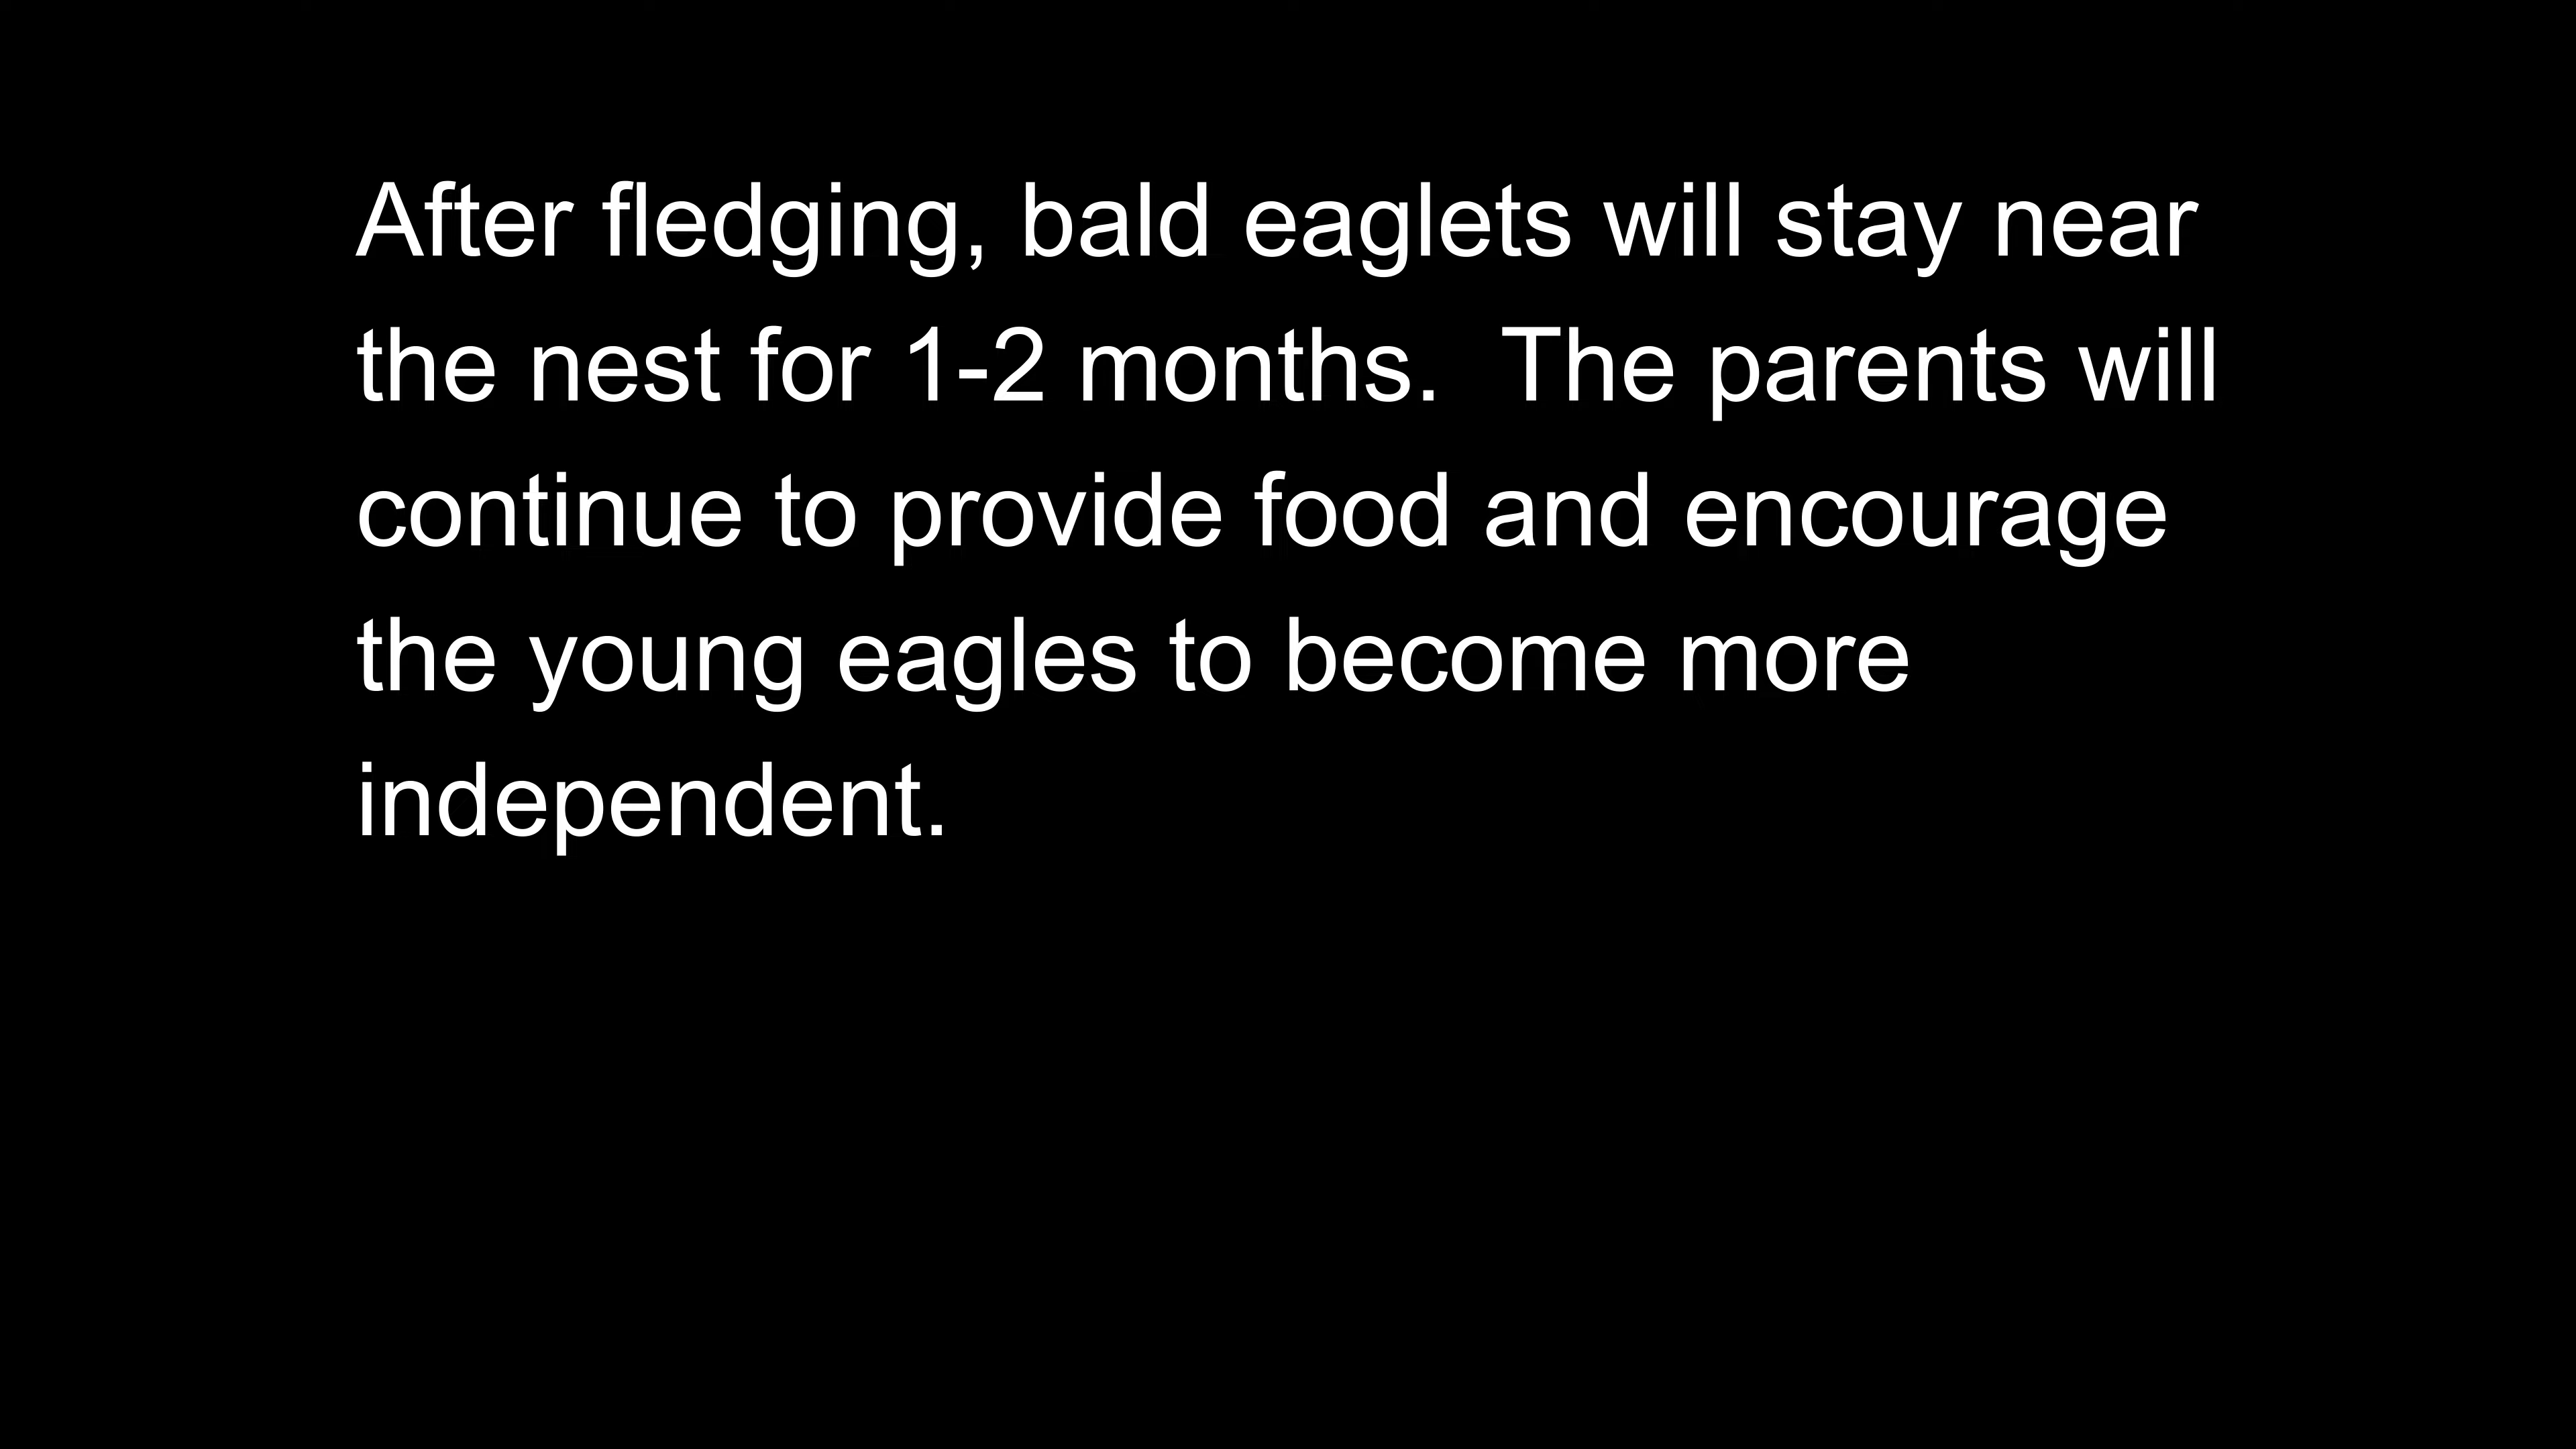 After fledging, bald eaglets will stay near
the nest for 1-2 months.  The parents will
continue to provide food and encourage
the young eagles to become more
independent.